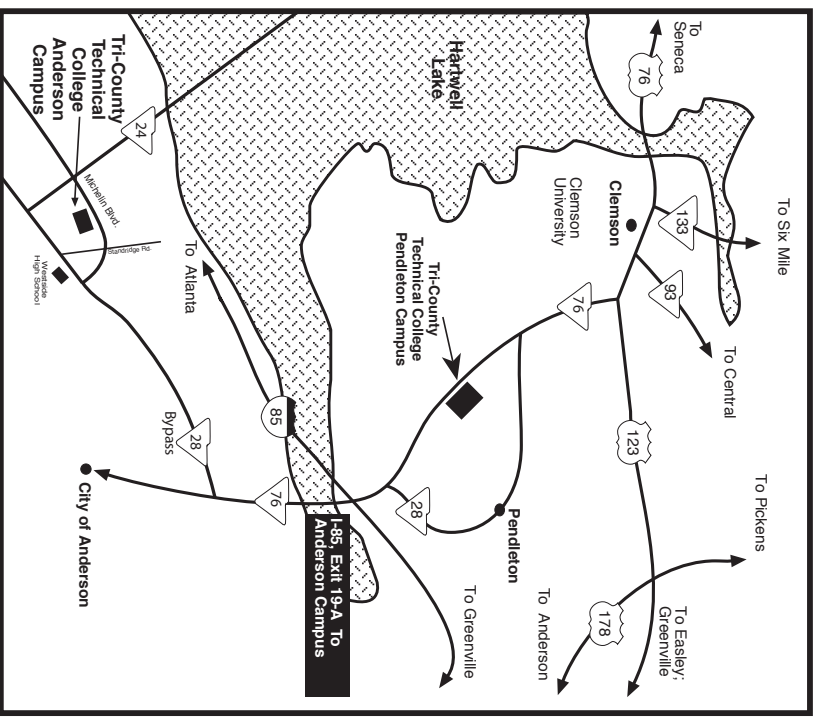 To Six Mile
To Pickens
To Central
To
Seneca
76
133
93
123
To Easley;
Greenville
178
To Anderson
Clemson
Clemson
University
76
Pendleton
To Greenville
Hartwell
Lake
Tri-County
Technical College
Pendleton Campus
28
I-85, Exit 19-A To
Anderson Campus
85
76
To Atlanta
28
Bypass
24
Tri-County
Technical
College
Anderson
Campus
Michelin Blvd.
Standridge Rd.
Westside
High School
City of Anderson